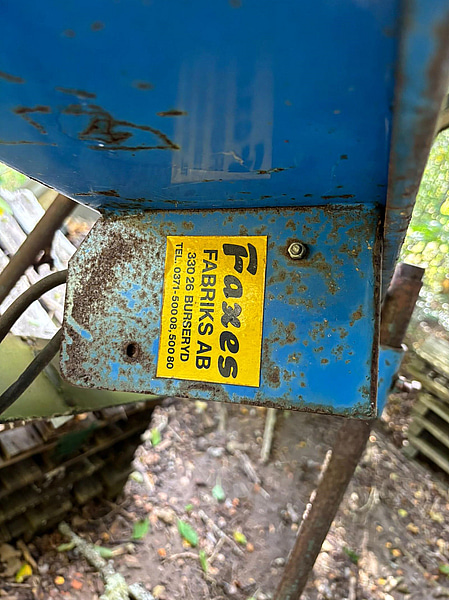 Faxes
FABRIKS AB
330 26 BURSERYD
TEL. 0371-500 08, 500 80